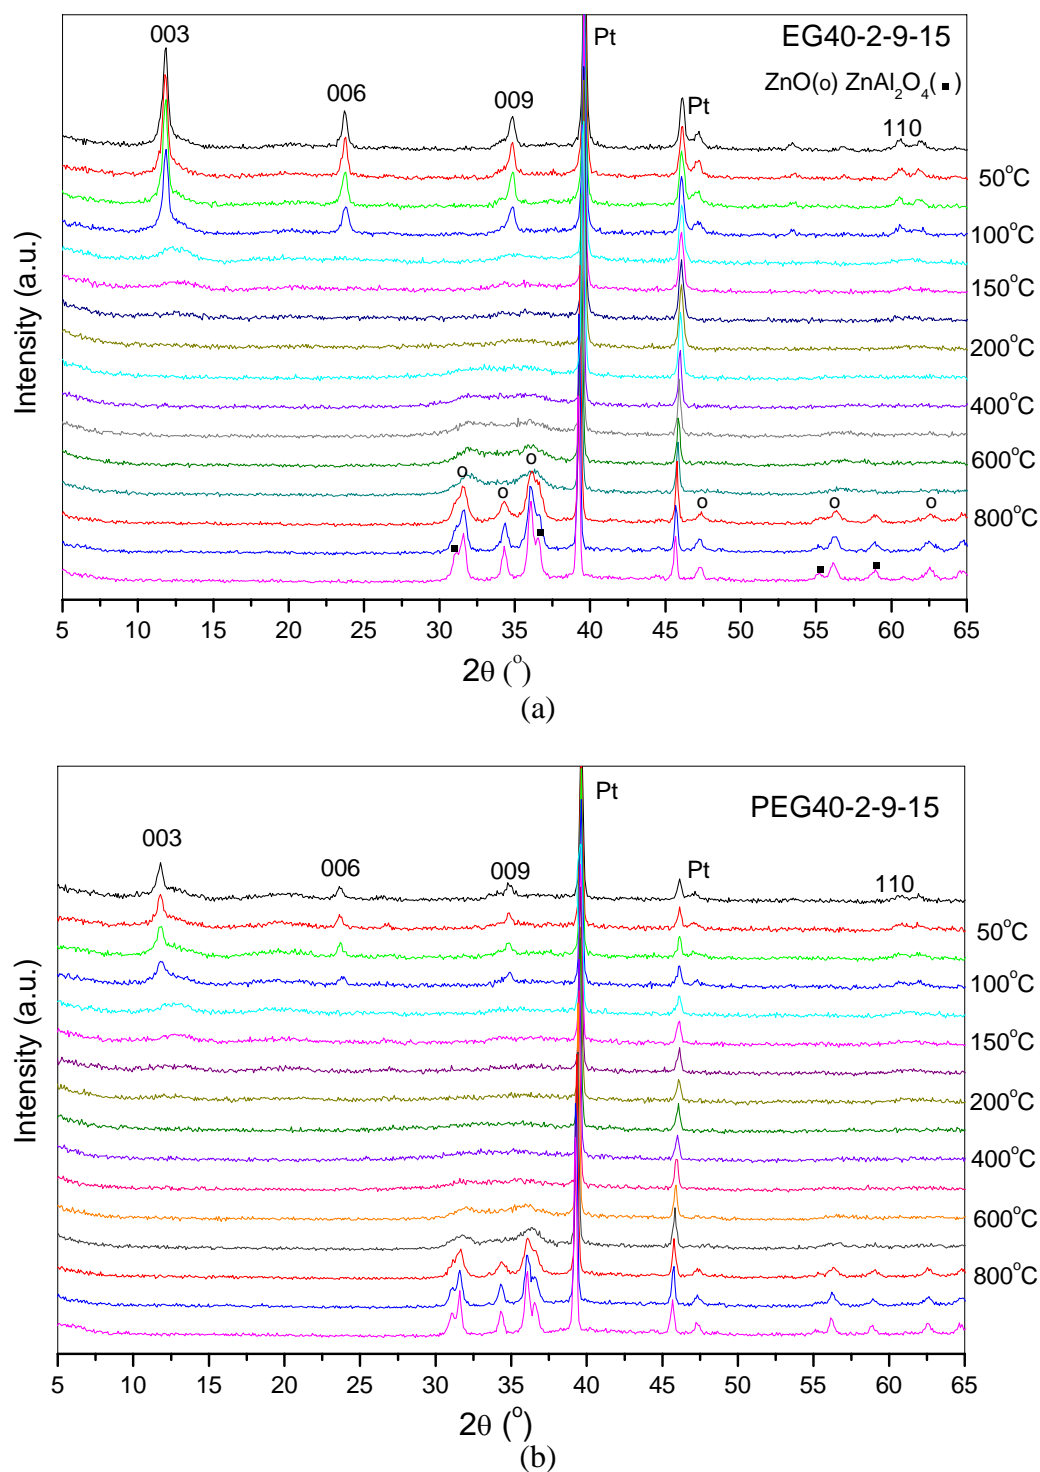 003
Pt
EG40-2-9-15
ZnO(o) ZnAl₂O₄(■)
006
009
Pt
110
50°C
100°C
150°C
200°C
400°C
600°C
o
o
o
o
o
o
800°C
Intensity (a.u.)
5 10 15 20 25 30 35 40 45 50 55 60 65
2θ (°)
(a)
Pt
PEG40-2-9-15
003
006
009
Pt
110
50°C
100°C
150°C
200°C
400°C
600°C
800°C
Intensity (a.u.)
5 10 15 20 25 30 35 40 45 50 55 60 65
2θ (°)
(b)